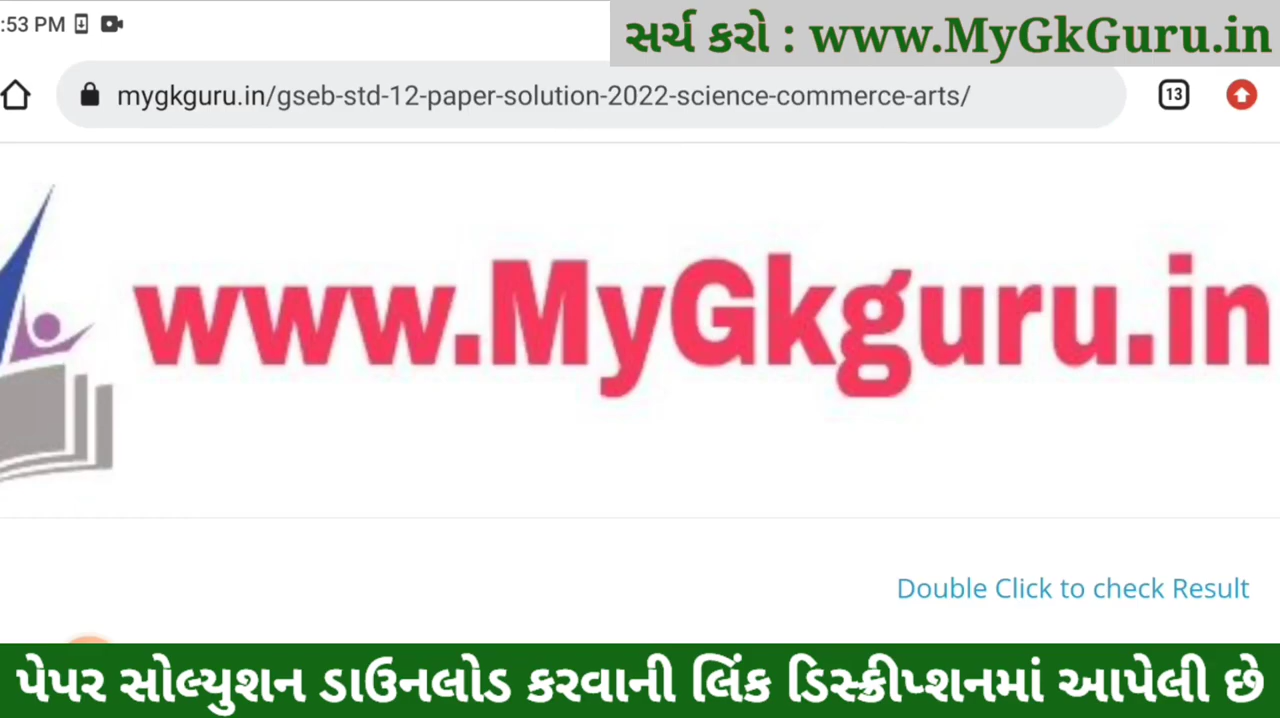 :53 PM
સર્ચ કરો : www.MyGkGuru.in
mygkguru.in/gseb-std-12-paper-solution-2022-science-commerce-arts/
13
www.MyGkguru.in
Double Click to check Result
પેપર સોલ્યુશન ડાઉનલોડ કરવાની લિંક ડિસ્ક્રીપ્શનમાં આપેલી છે